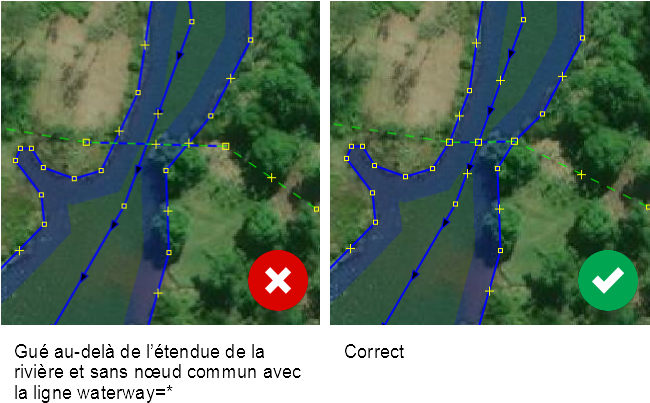 Gué au-delà de l’étendue de la
rivière et sans nœud commun avec
la ligne waterway=*
Correct